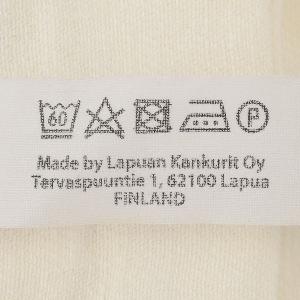 60 P
Made by Lapuan Kankurit Oy
Tervaspuuntie 1, 62100 Lapua
FiNLAND